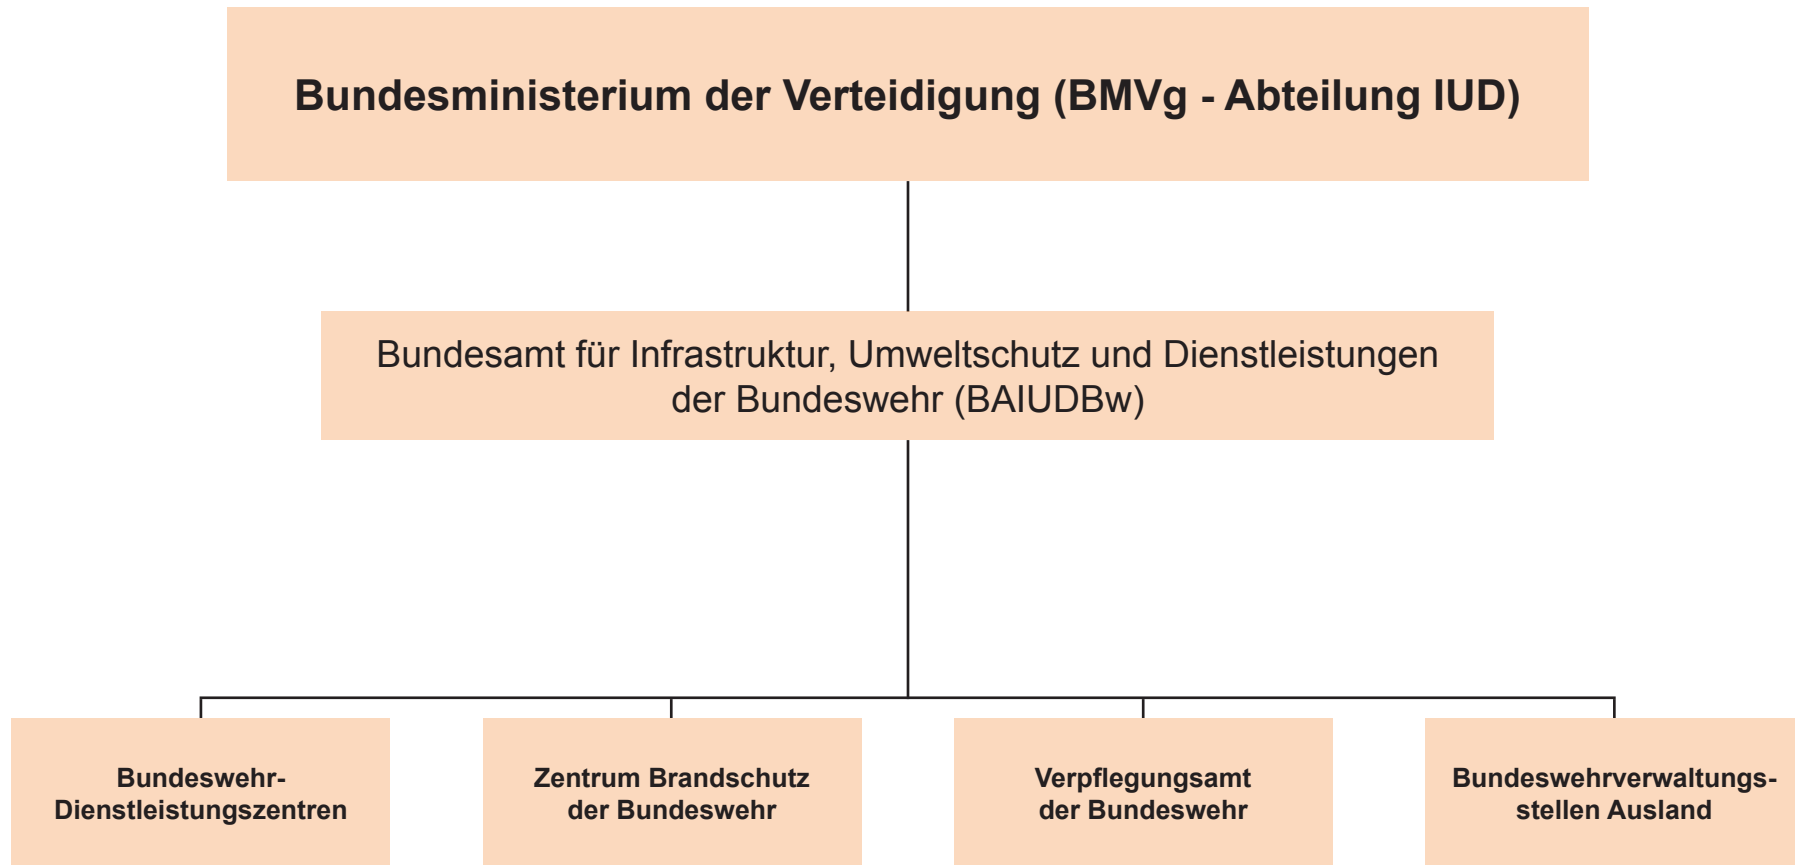 Bundesministerium der Verteidigung (BMVg - Abteilung IUD)
Bundesamt für Infrastruktur, Umweltschutz und Dienstleistungen
der Bundeswehr (BAIUDBw)
Bundeswehr-
Dienstleistungszentren
Zentrum Brandschutz
der Bundeswehr
Verpflegungsamt
der Bundeswehr
Bundeswehrverwaltungs-
stellen Ausland